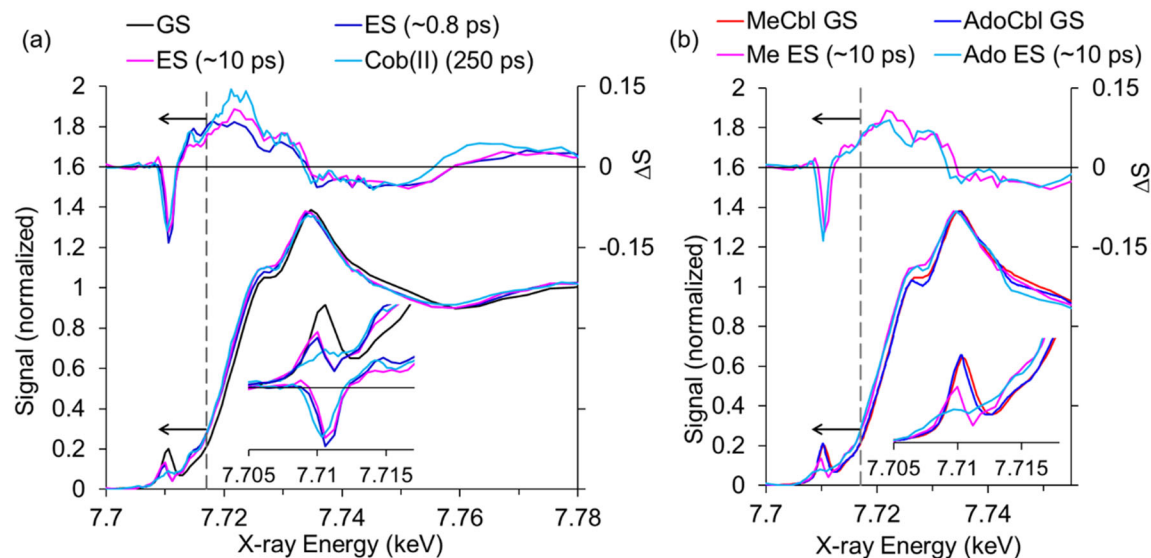 (a)
GS
ES (~0.8 ps)
ES (~10 ps)
Cob(II) (250 ps)
2
1.8
1.6
1.4
1.2
1
0.8
0.6
0.4
0.2
0
Signal (normalized)
0.15
0
-0.15
ΔS
7.705
7.71
7.715
7.7
7.72
7.74
7.76
7.78
X-ray Energy (keV)
(b)
MeCbl GS
AdoCbl GS
Me ES (~10 ps)
Ado ES (~10 ps)
2
1.8
1.6
1.4
1.2
1
0.8
0.6
0.4
0.2
0
Signal (normalized)
0.15
0
-0.15
ΔS
7.705
7.71
7.715
7.7
7.72
7.74
X-ray Energy (keV)